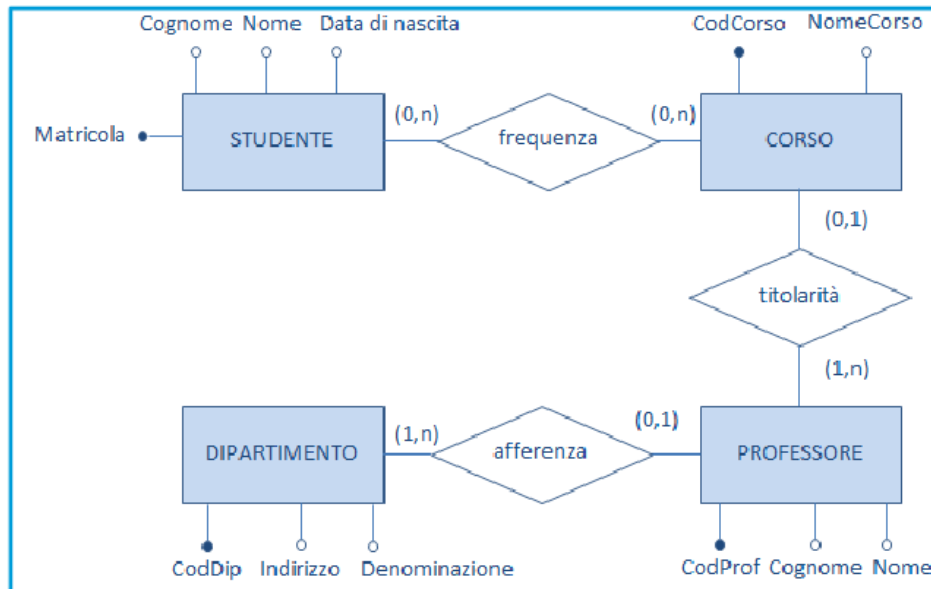 Cognome Nome Data di nascita CodCorso NomeCorso
(0,n) (0,n)
Matricola STUDENTE frequenza CORSO
(0,1)
titolarità
(1,n)
(1,n) (0,1)
DIPARTIMENTO afferenza PROFESSORE
CodDip Indirizzo Denominazione CodProf Cognome Nome